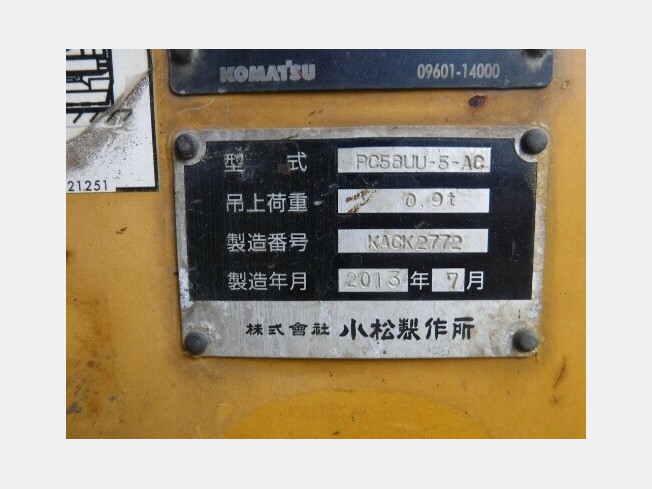 KOMATSU 09601-14000
21251
型式 PC58UU-5-AC
吊上荷重 0.9t
製造番号 KACK2772
製造年月 2013年7月
株式會社 小松製作所